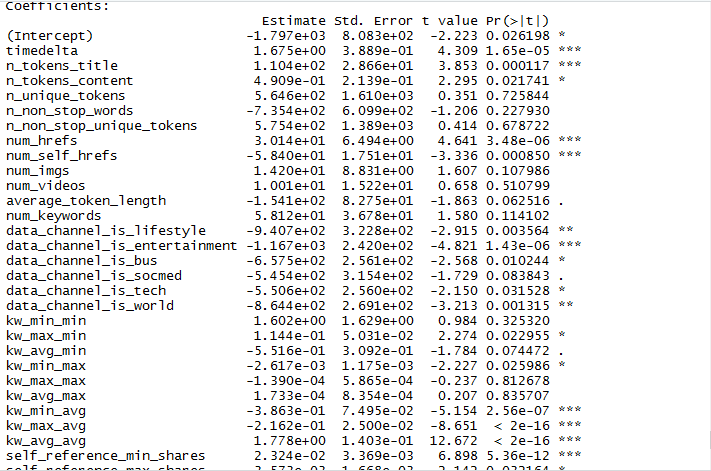 Coefficients:
Estimate Std. Error t value Pr(>|t|)
(Intercept) -1.797e+03 8.083e+02 -2.223 0.026198 *
timedelta 1.675e+00 3.889e-01 4.309 1.65e-05 ***
n_tokens_title 1.104e+02 2.866e+01 3.853 0.000117 ***
n_tokens_content 4.909e-01 2.139e-01 2.295 0.021741 *
n_unique_tokens 5.646e+02 1.610e+03 0.351 0.725844
n_non_stop_words -7.354e+02 6.099e+02 -1.206 0.227930
n_non_stop_unique_tokens 5.754e+02 1.389e+03 0.414 0.678722
num_hrefs 3.014e+01 6.494e+00 4.641 3.48e-06 ***
num_self_hrefs -5.840e+01 1.751e+01 -3.336 0.000850 ***
num_imgs 1.420e+01 8.831e+00 1.607 0.107986
num_videos 1.001e+01 1.522e+01 0.658 0.510799
average_token_length -1.541e+02 8.275e+01 -1.863 0.062516 .
num_keywords 5.812e+01 3.678e+01 1.580 0.114102
data_channel_is_lifestyle -9.407e+02 3.228e+02 -2.915 0.003564 **
data_channel_is_entertainment -1.167e+03 2.420e+02 -4.821 1.43e-06 ***
data_channel_is_bus -6.575e+02 2.561e+02 -2.568 0.010244 *
data_channel_is_socmed -5.454e+02 3.154e+02 -1.729 0.083843 .
data_channel_is_tech -5.506e+02 2.560e+02 -2.150 0.031528 *
data_channel_is_world -8.644e+02 2.691e+02 -3.213 0.001315 **
kw_min_min 1.602e+00 1.629e+00 0.984 0.325320
kw_max_min 1.144e-01 5.031e-02 2.274 0.022955 *
kw_avg_min -5.516e-01 3.092e-01 -1.784 0.074472 .
kw_min_max -2.617e-03 1.175e-03 -2.227 0.025986 *
kw_max_max -1.390e-04 5.865e-04 -0.237 0.812678
kw_avg_max 1.733e-04 8.354e-04 0.207 0.835707
kw_min_avg -3.863e-01 7.495e-02 -5.154 2.56e-07 ***
kw_max_avg -2.162e-01 2.500e-02 -8.651 < 2e-16 ***
kw_avg_avg 1.778e+00 1.403e-01 12.672 < 2e-16 ***
self_reference_min_shares 2.324e-02 3.369e-03 6.898 5.36e-12 ***